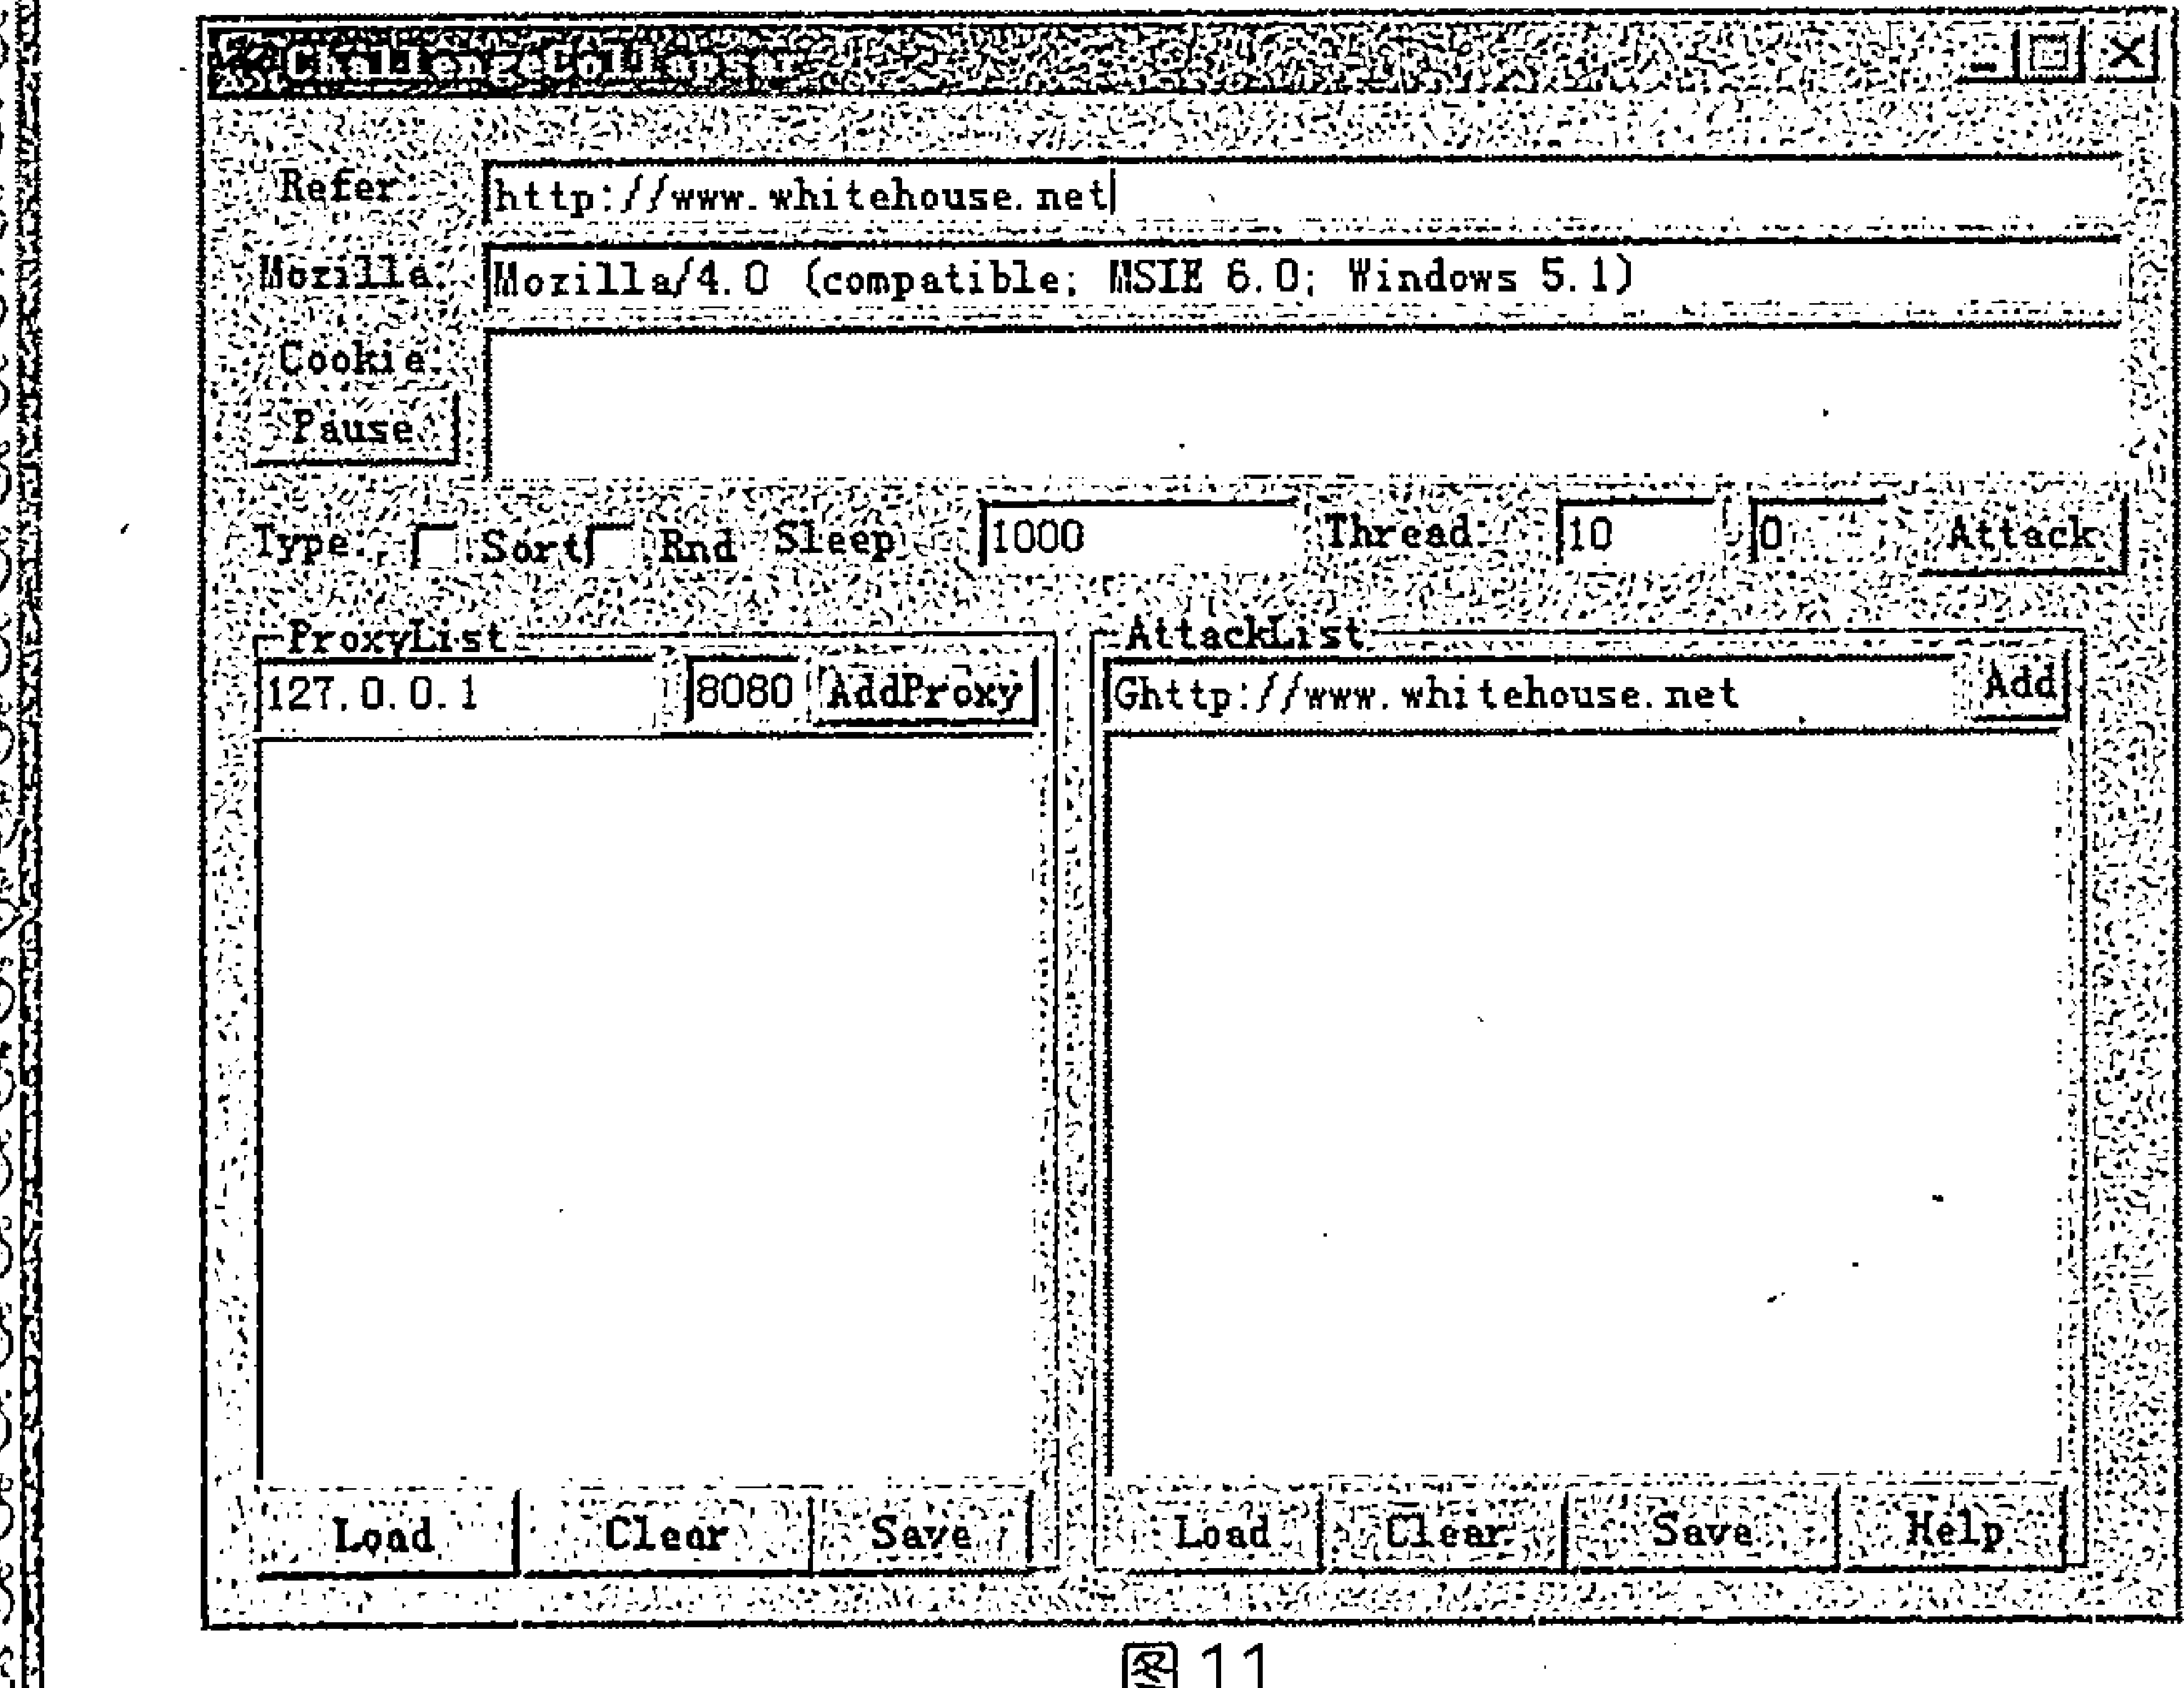 ChallengeCollapsar
Refer: http://www.whitehouse.net
Mozilla: Mozilla/4.0 (compatible; MSIE 6.0; Windows 5.1)
Cookie:
Pause
Type: Sort Rnd Sleep: 1000 Thread: 10 0 Attack
ProxyList AttackList
127.0.0.1 8080 AddProxy Ghttp://www.whitehouse.net Add
Load Clear Save Load Clear Save Help
图11